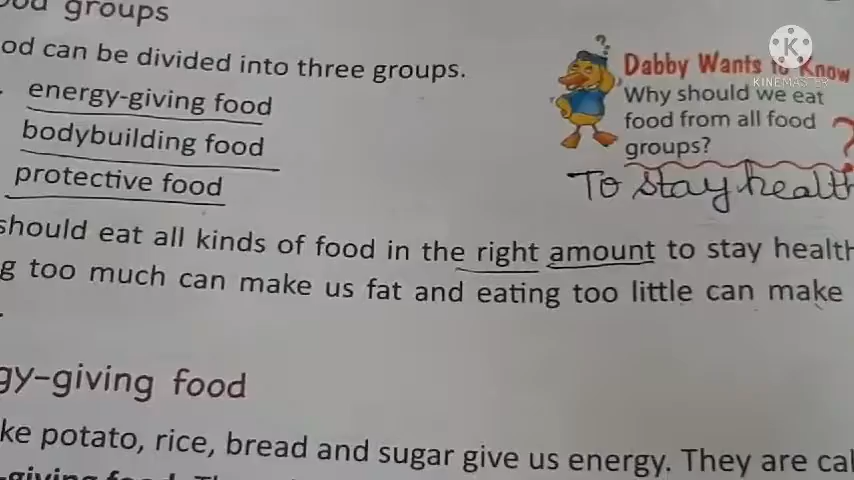 groups
od can be divided into three groups.
energy-giving food
bodybuilding food
protective food
Dabby Wants to Know
Why should we eat
food from all food
groups?
To stay health
should eat all kinds of food in the right amount to stay health
g too much can make us fat and eating too little can make
gy-giving food
ke potato, rice, bread and sugar give us energy. They are cal
K
KINEMASTER